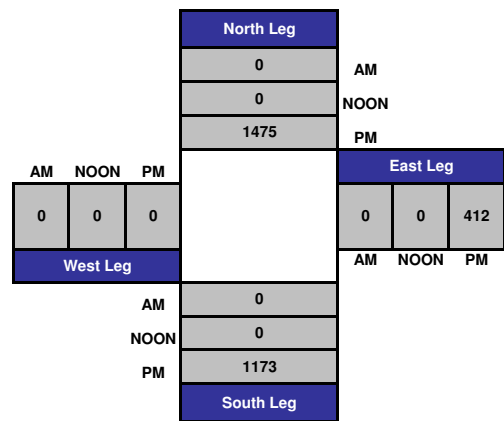 North Leg
0 AM
0 NOON
1475 PM
AM NOON PM East Leg
0 0 0 0 0 412
West Leg AM NOON PM
AM 0
NOON 0
PM 1173
South Leg